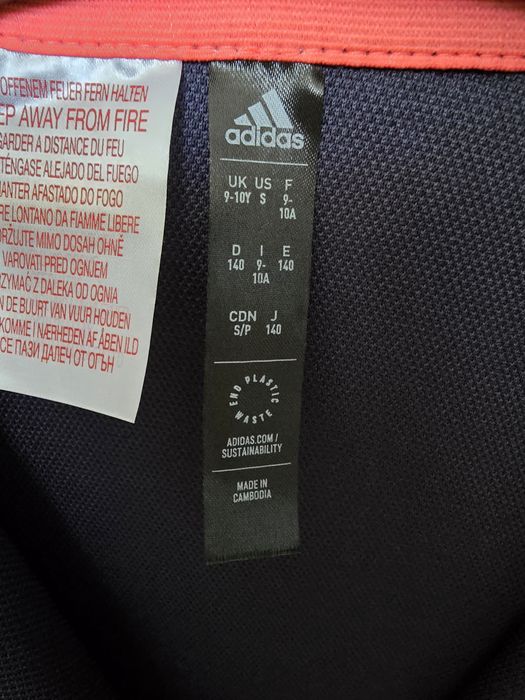 OFFENEM FEUER FERN HALTEN
EP AWAY FROM FIRE
GARDER A DISTANCE DU FEU
TÉNGASE ALEJADO DEL FUEGO
ANTER AFASTADO DO FOGO
RE LONTANO DA FIAMME LIBERE
DRŽUJTE MIMO DOSAH OHNĚ
VAROVATI PRED OGNJEM
ZYMAĆ Z DALEKA OD OGNIA
N DE BUURT VAN VUUR HOUDEN
KOMME I NÆRHEDEN AF ÅBEN ILD
СЕ ПАЗИ ДАЛЕЧ ОТ ОГЪН
adidas
UK US F
9-10Y S 9-
10A
D I E
140 9- 140
10A
CDN J
S/P 140
END PLASTIC
WASTE
ADIDAS.COM/
SUSTAINABILITY
MADE IN
CAMBODIA